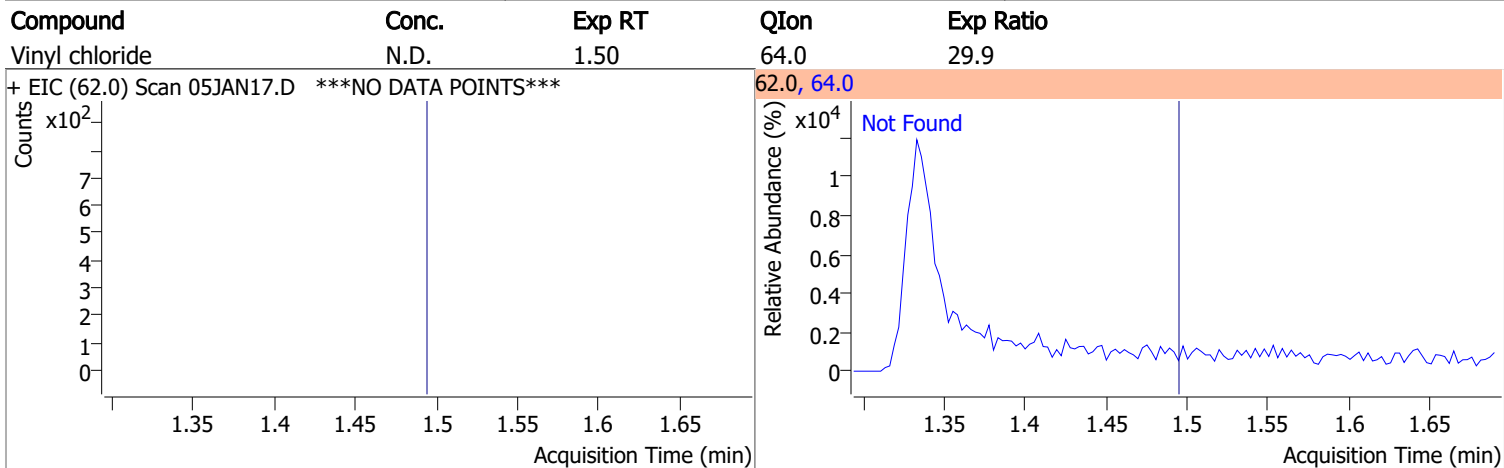 Compound Conc. Exp RT QIon Exp Ratio
Vinyl chloride N.D. 1.50 64.0 29.9
+ EIC (62.0) Scan 05JAN17.D ***NO DATA POINTS***
Counts
x10²
7
6
5
4
3
2
1
0
1.35 1.4 1.45 1.5 1.55 1.6 1.65
Acquisition Time (min)
62.0, 64.0
Relative Abundance (%)
x10⁴
Not Found
1
0.8
0.6
0.4
0.2
0
1.35 1.4 1.45 1.5 1.55 1.6 1.65
Acquisition Time (min)